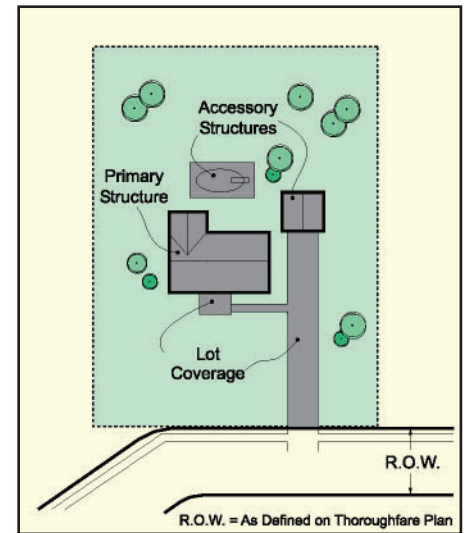 Accessory
Structures
Primary
Structure
Lot
Coverage
R.O.W.
R.O.W. = As Defined on Thoroughfare Plan